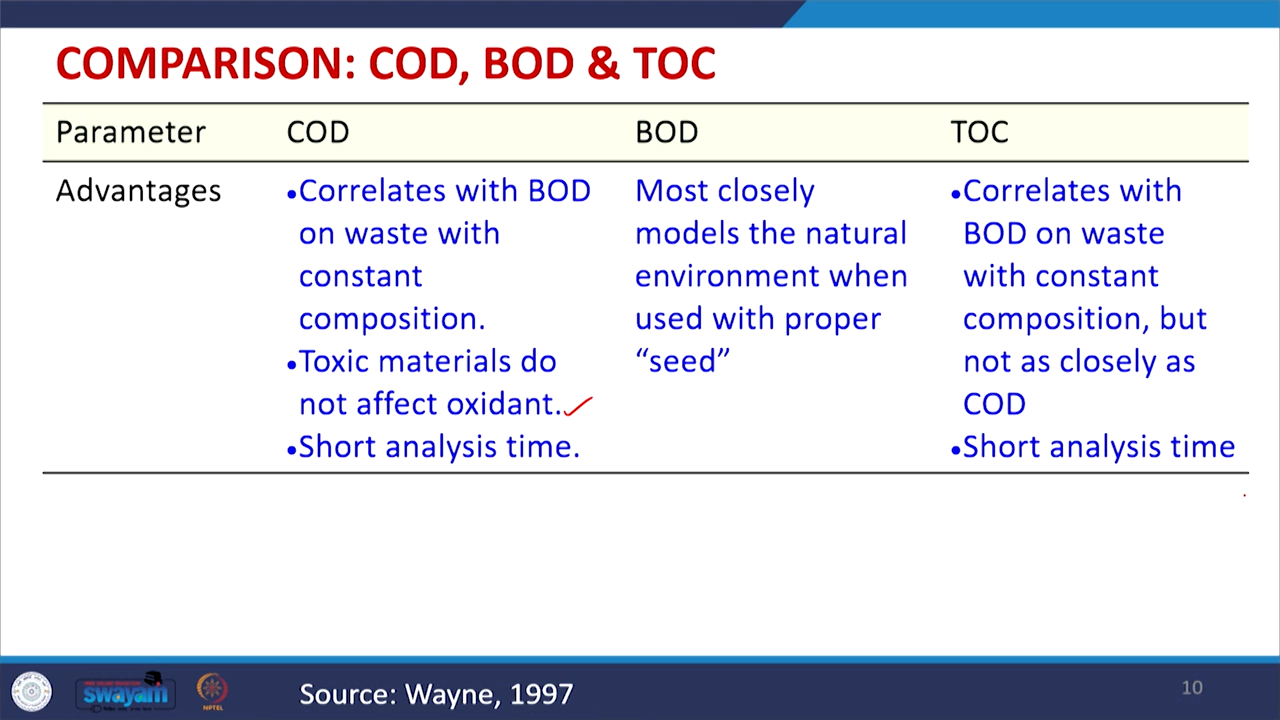 COMPARISON: COD, BOD & TOC
Parameter COD BOD TOC
Advantages
•Correlates with BOD
on waste with
constant
composition.
•Toxic materials do
not affect oxidant.
•Short analysis time.
Most closely
models the natural
environment when
used with proper
“seed”
•Correlates with
BOD on waste
with constant
composition, but
not as closely as
COD
•Short analysis time
swayam
NPTEL
Source: Wayne, 1997
10